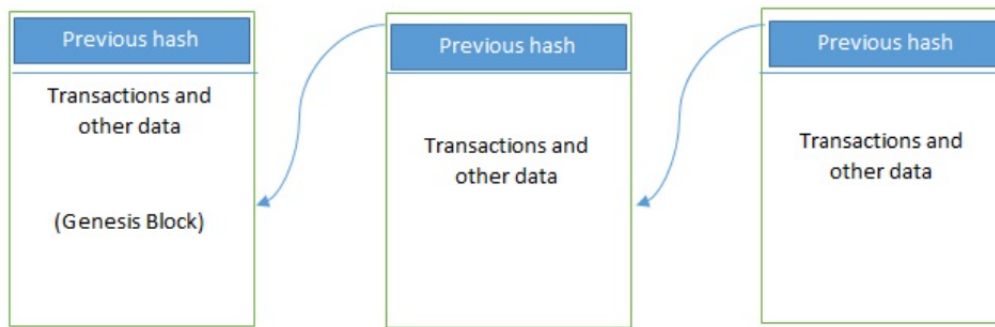 Previous hash
Transactions and
other data
(Genesis Block)
Previous hash
Transactions and
other data
Previous hash
Transactions and
other data